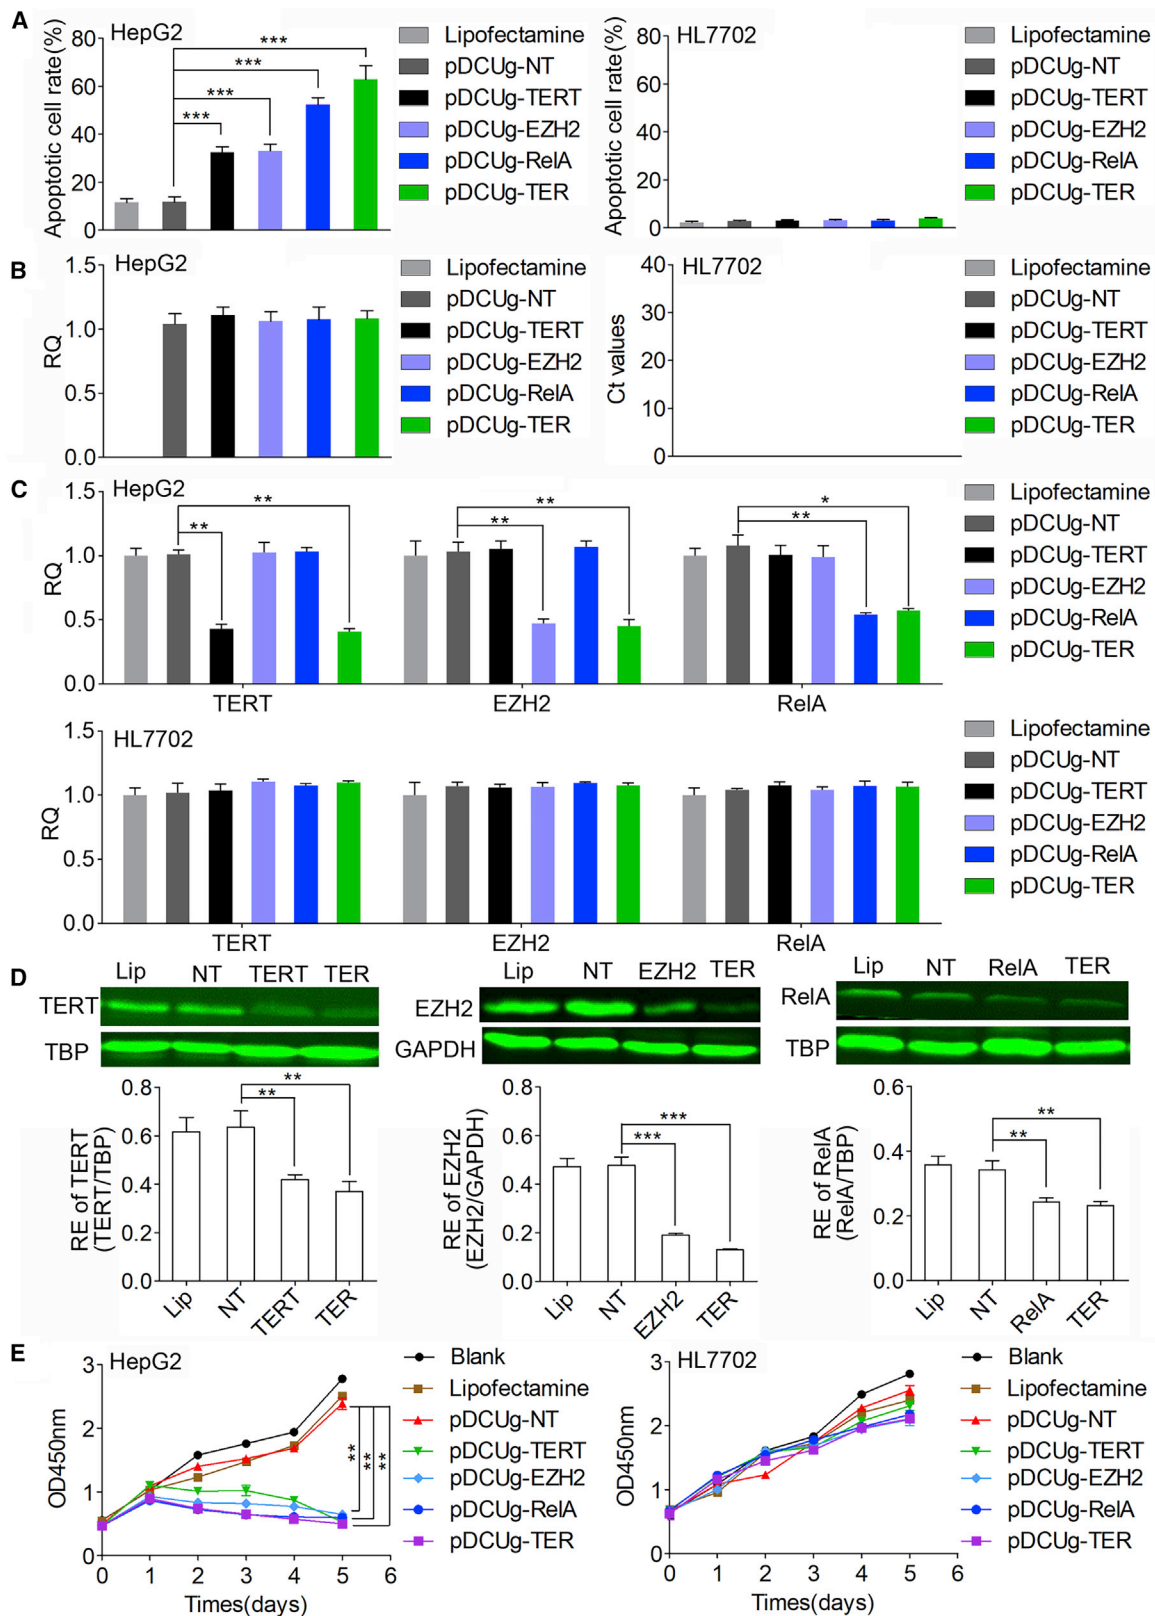 A
HepG2
Apoptotic cell rate(%)
80
60
40
20
0
***
***
***
***
Lipofectamine
pDCUg-NT
pDCUg-TERT
pDCUg-EZH2
pDCUg-RelA
pDCUg-TER
HL7702
Apoptotic cell rate(%)
80
60
40
20
0
Lipofectamine
pDCUg-NT
pDCUg-TERT
pDCUg-EZH2
pDCUg-RelA
pDCUg-TER
B
HepG2
RQ
1.5
1.0
0.5
0.0
Lipofectamine
pDCUg-NT
pDCUg-TERT
pDCUg-EZH2
pDCUg-RelA
pDCUg-TER
HL7702
Ct values
40
30
20
10
0
Lipofectamine
pDCUg-NT
pDCUg-TERT
pDCUg-EZH2
pDCUg-RelA
pDCUg-TER
C
HepG2
RQ
1.5
1.0
0.5
0.0
**
**
**
**
*
**
TERT
EZH2
RelA
Lipofectamine
pDCUg-NT
pDCUg-TERT
pDCUg-EZH2
pDCUg-RelA
pDCUg-TER
HL7702
RQ
1.5
1.0
0.5
0.0
TERT
EZH2
RelA
Lipofectamine
pDCUg-NT
pDCUg-TERT
pDCUg-EZH2
pDCUg-RelA
pDCUg-TER
D
Lip NT TERT TER
TERT
TBP
RE of TERT
(TERT/TBP)
0.8
0.6
0.4
0.2
0.0
**
**
Lip NT TERT TER
Lip NT EZH2 TER
EZH2
GAPDH
RE of EZH2
(EZH2/GAPDH)
0.8
0.6
0.4
0.2
0.0
***
***
Lip NT EZH2 TER
Lip NT RelA TER
RelA
TBP
RE of RelA
(RelA/TBP)
0.6
0.4
0.2
0.0
**
**
Lip NT RelA TER
E
HepG2
OD450nm
3
2
1
0
0 1 2 3 4 5 6
Times(days)
**
**
**
Blank
Lipofectamine
pDCUg-NT
pDCUg-TERT
pDCUg-EZH2
pDCUg-RelA
pDCUg-TER
HL7702
OD450nm
3
2
1
0
0 1 2 3 4 5 6
Times(days)
Blank
Lipofectamine
pDCUg-NT
pDCUg-TERT
pDCUg-EZH2
pDCUg-RelA
pDCUg-TER